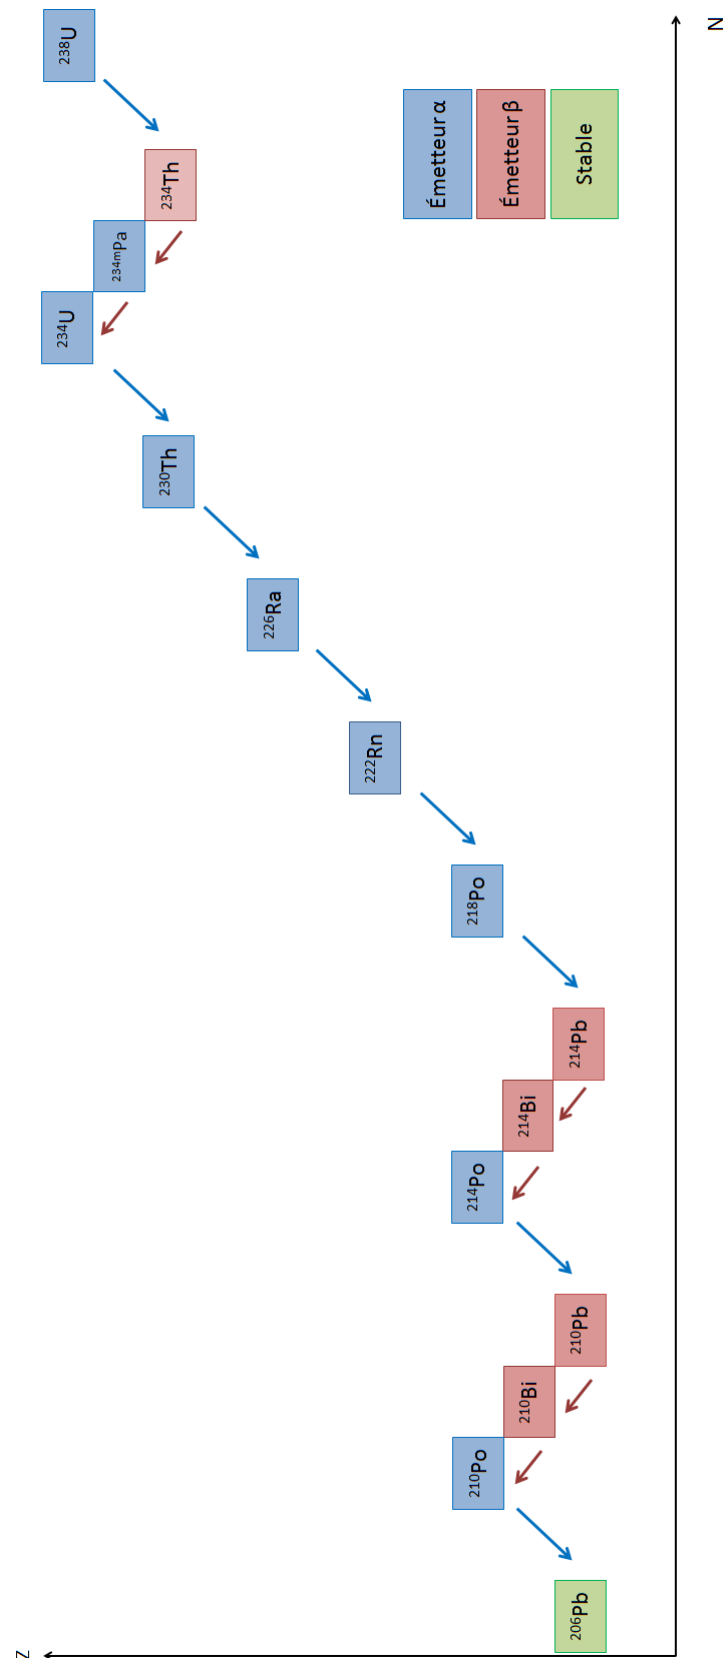 Z
²³⁸U
²³⁴U
²³⁴ᵐPa
²³⁴Th
²³⁰Th
²²⁶Ra
²²²Rn
²¹⁸Po
²¹⁴Po
²¹⁴Bi
²¹⁴Pb
²¹⁰Po
²¹⁰Bi
²¹⁰Pb
²⁰⁶Pb
Émetteur α
Émetteur β
Stable
N